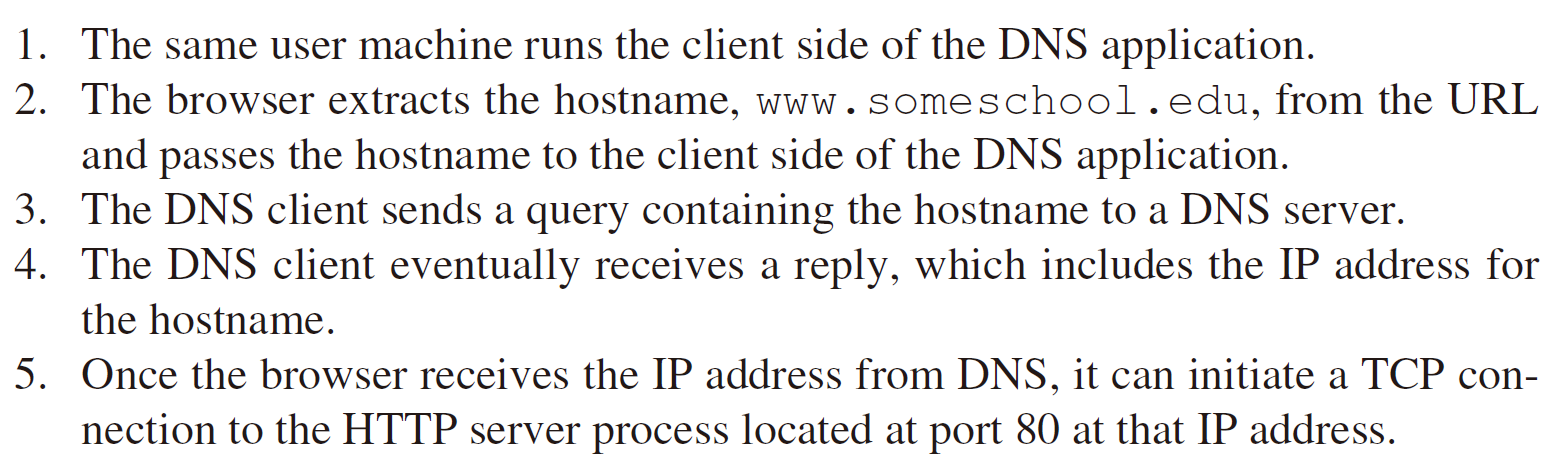 1. The same user machine runs the client side of the DNS application.
2. The browser extracts the hostname, www.someschool.edu, from the URL
and passes the hostname to the client side of the DNS application.
3. The DNS client sends a query containing the hostname to a DNS server.
4. The DNS client eventually receives a reply, which includes the IP address for
the hostname.
5. Once the browser receives the IP address from DNS, it can initiate a TCP con-
nection to the HTTP server process located at port 80 at that IP address.